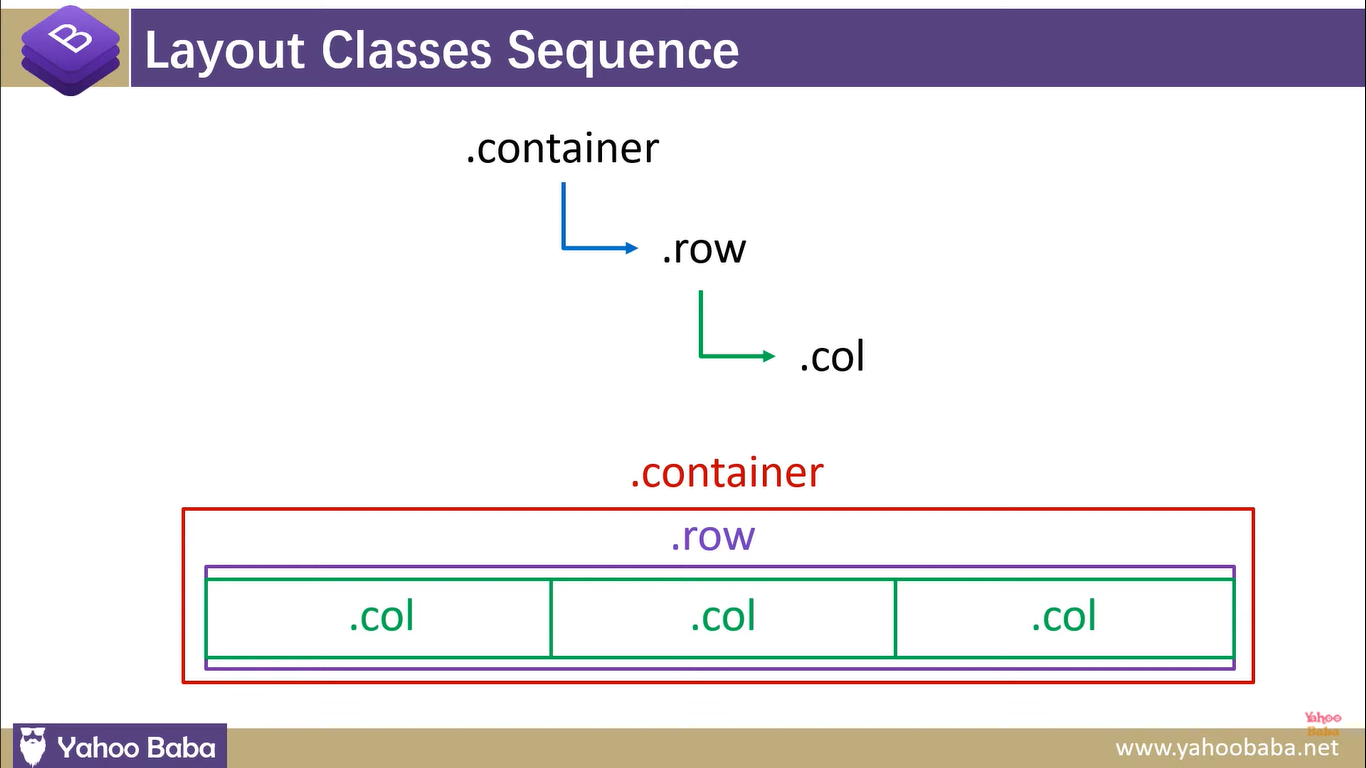 B
Layout Classes Sequence
.container
.row
.col
.container
.row
.col .col .col
Yahoo
Baba
Yahoo Baba
www.yahoobaba.net